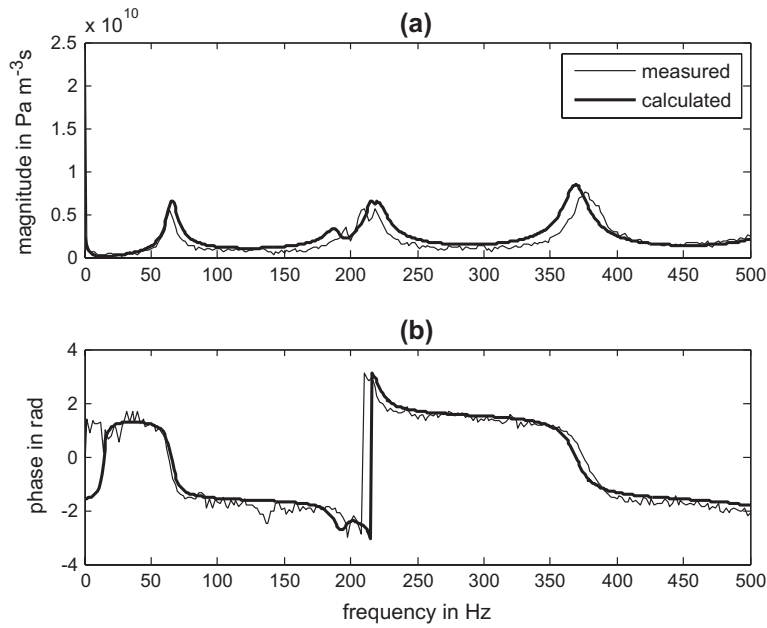 (a)
x 10^10
magnitude in Pa m^-3s
2.5
2
1.5
1
0.5
0
measured
calculated
0 50 100 150 200 250 300 350 400 450 500
(b)
phase in rad
4
2
0
-2
-4
0 50 100 150 200 250 300 350 400 450 500
frequency in Hz